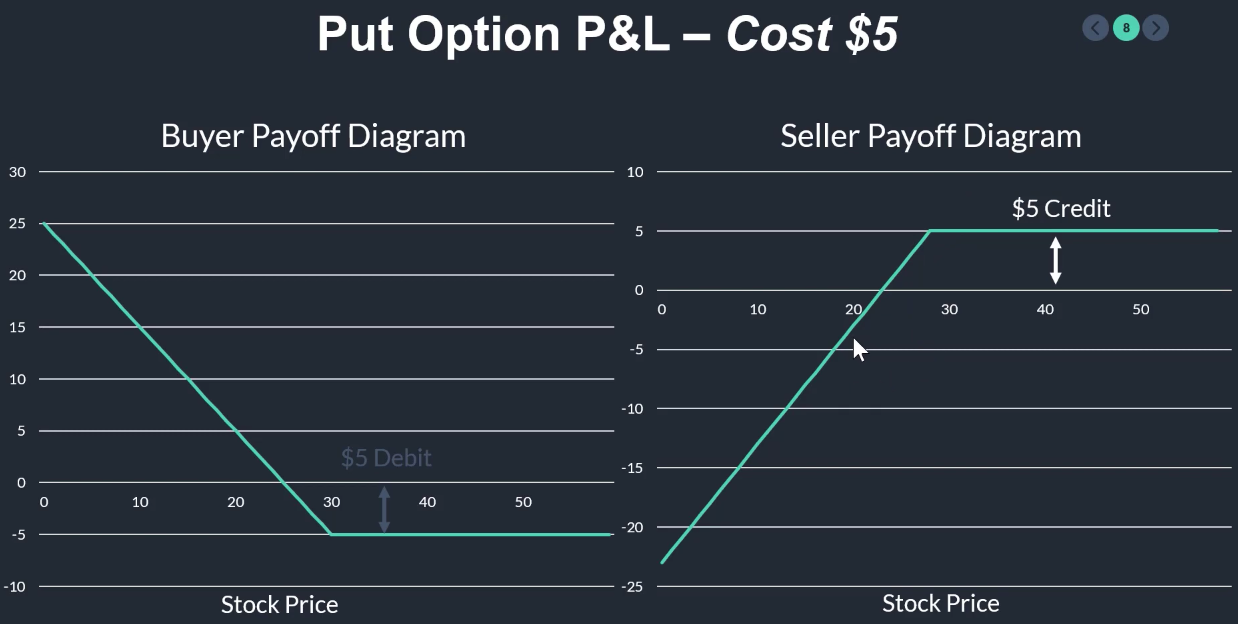 Put Option P&L – Cost $5
8
Buyer Payoff Diagram
30
25
20
15
10
5
0
-5
-10
$5 Debit
0 10 20 30 40 50
Stock Price
Seller Payoff Diagram
10
5
0
-5
-10
-15
-20
-25
$5 Credit
0 10 20 30 40 50
Stock Price